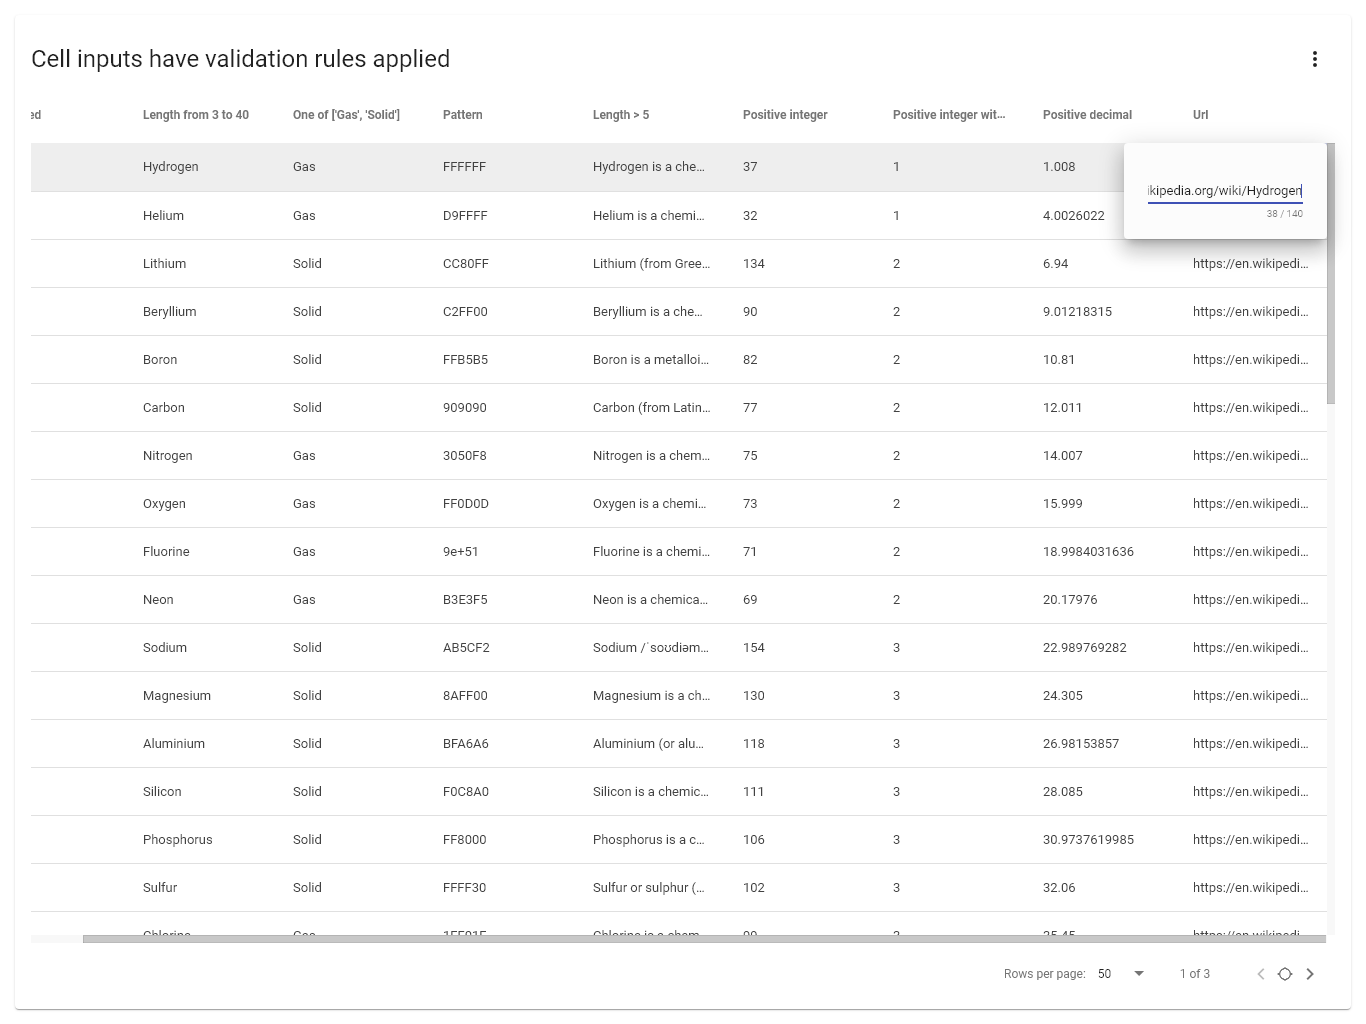 Cell inputs have validation rules applied
ed Length from 3 to 40 One of ['Gas', 'Solid'] Pattern Length > 5 Positive integer Positive integer wit... Positive decimal Url
Hydrogen Gas FFFFFF Hydrogen is a che... 37 1 1.008
kipedia.org/wiki/Hydrogen
38 / 140
Helium Gas D9FFFF Helium is a chemi... 32 1 4.0026022
Lithium Solid CC80FF Lithium (from Gree... 134 2 6.94 https://en.wikipedi...
Beryllium Solid C2FF00 Beryllium is a che... 90 2 9.01218315 https://en.wikipedi...
Boron Solid FFB5B5 Boron is a metalloi... 82 2 10.81 https://en.wikipedi...
Carbon Solid 909090 Carbon (from Latin... 77 2 12.011 https://en.wikipedi...
Nitrogen Gas 3050F8 Nitrogen is a chem... 75 2 14.007 https://en.wikipedi...
Oxygen Gas FF0D0D Oxygen is a chemi... 73 2 15.999 https://en.wikipedi...
Fluorine Gas 9e+51 Fluorine is a chemi... 71 2 18.9984031636 https://en.wikipedi...
Neon Gas B3E3F5 Neon is a chemica... 69 2 20.17976 https://en.wikipedi...
Sodium Solid AB5CF2 Sodium /ˈsoʊdiəm... 154 3 22.989769282 https://en.wikipedi...
Magnesium Solid 8AFF00 Magnesium is a ch... 130 3 24.305 https://en.wikipedi...
Aluminium Solid BFA6A6 Aluminium (or alu... 118 3 26.98153857 https://en.wikipedi...
Silicon Solid F0C8A0 Silicon is a chemic... 111 3 28.085 https://en.wikipedi...
Phosphorus Solid FF8000 Phosphorus is a c... 106 3 30.9737619985 https://en.wikipedi...
Sulfur Solid FFFF30 Sulfur or sulphur (... 102 3 32.06 https://en.wikipedi...
Chlorine Gas 1FF01F Chlorine is a chem... 99 3 35.45 https://en.wikipedi...
Rows per page: 50 1 of 3